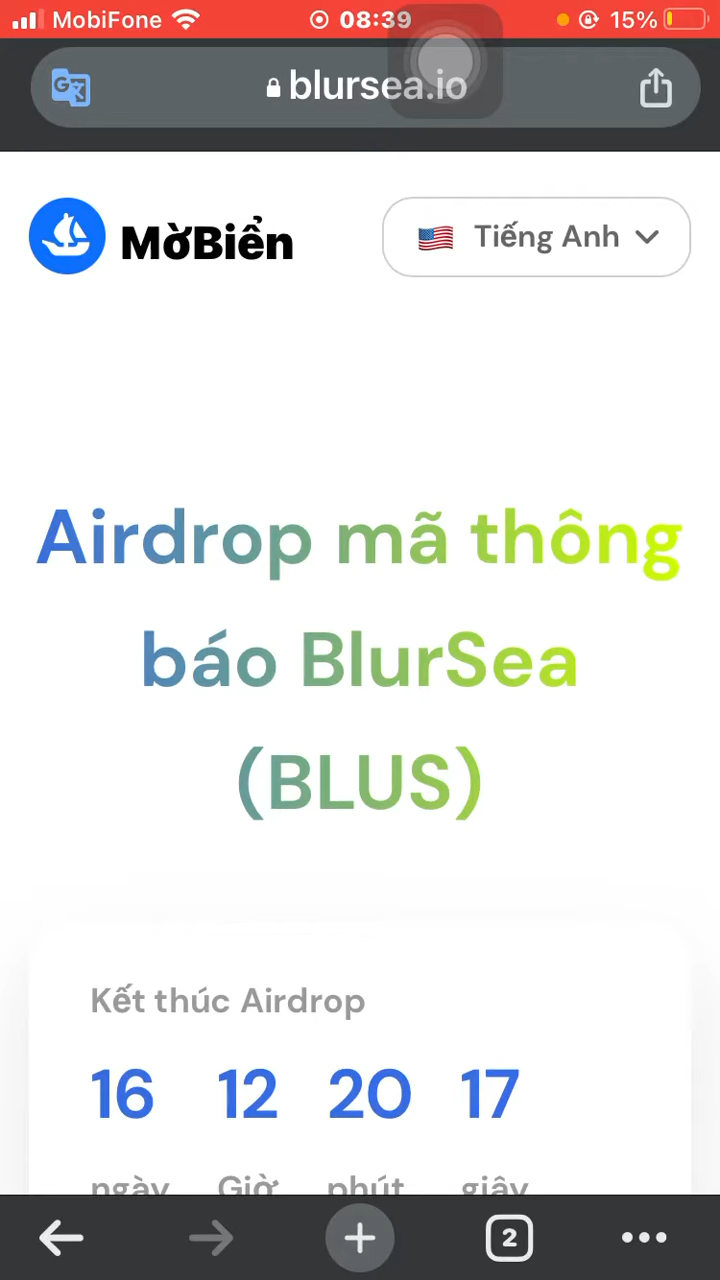 MobiFone 08:39 15%
blursea.io
MờBiển Tiếng Anh
Airdrop mã thông
báo BlurSea
(BLUS)
Kết thúc Airdrop
16 12 20 17
ngày Giờ phút giây
2